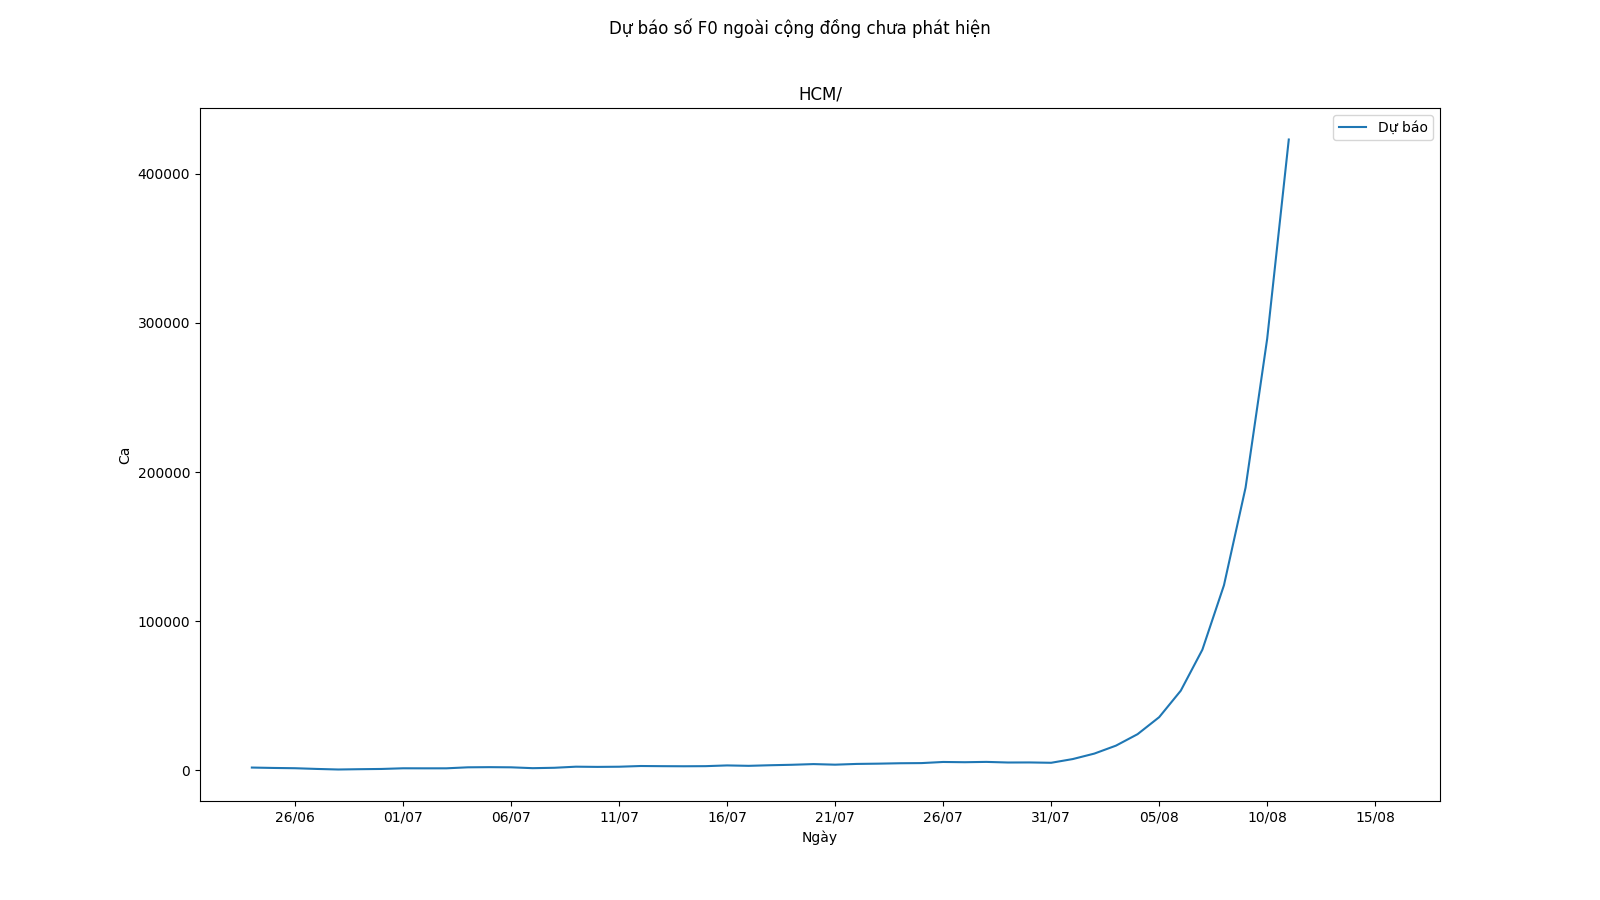 Dự báo số F0 ngoài cộng đồng chưa phát hiện
HCM/
Dự báo
400000
300000
200000
100000
0
Ca
26/06 01/07 06/07 11/07 16/07 21/07 26/07 31/07 05/08 10/08 15/08
Ngày